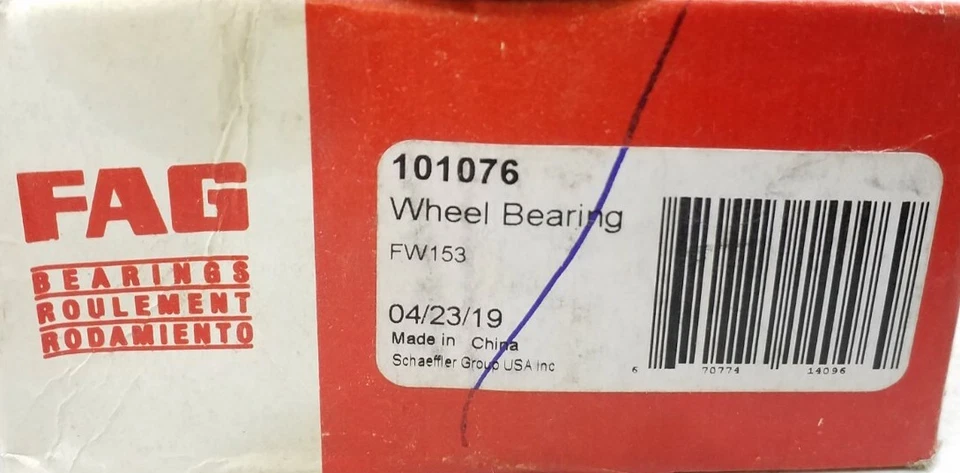 FAG
BEARINGS
ROULEMENT
RODAMIENTO
101076
Wheel Bearing
FW153
04/23/19
Made in China
Schaeffler Group USA Inc
6 70774 14096